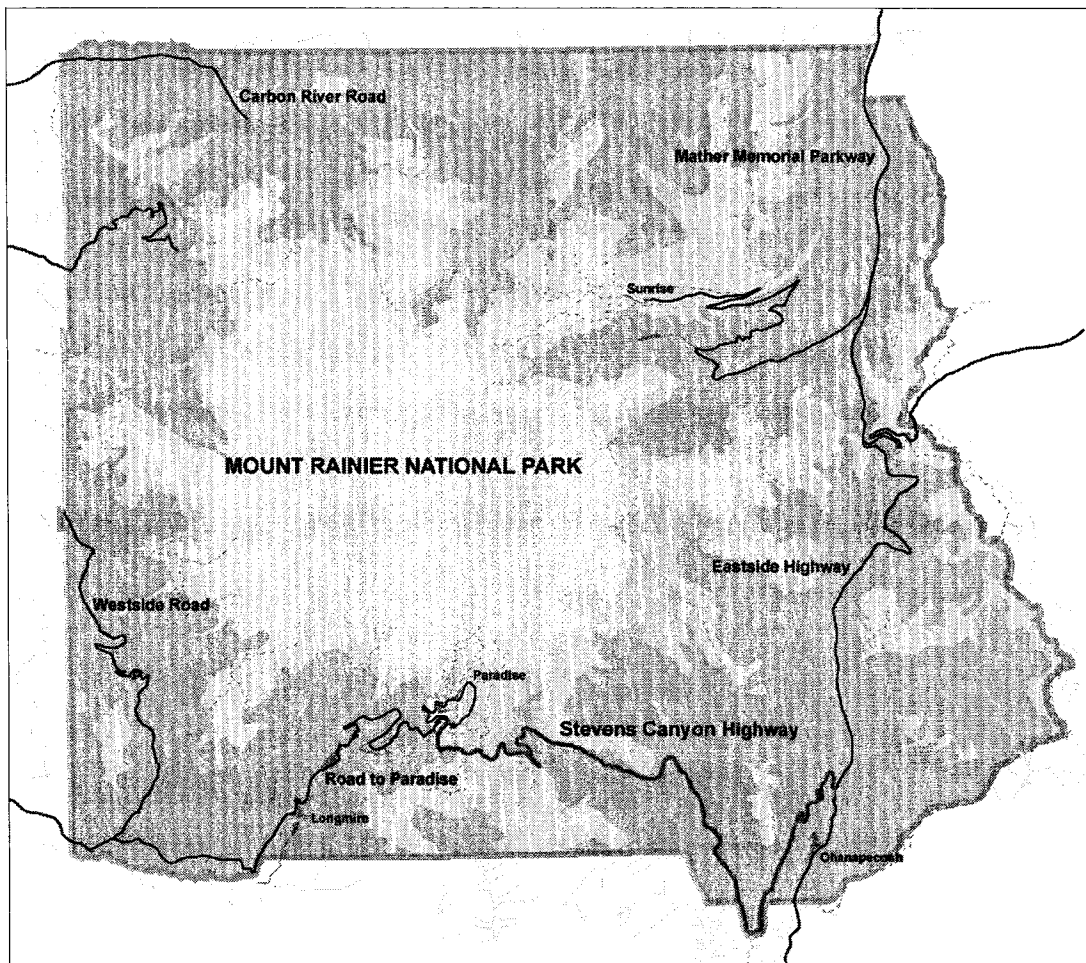 Carbon River Road
Mather Memorial Parkway
Sunrise
MOUNT RAINIER NATIONAL PARK
Eastside Highway
Westside Road
Paradise
Stevens Canyon Highway
Road to Paradise
Longmire
Ohanapecosh